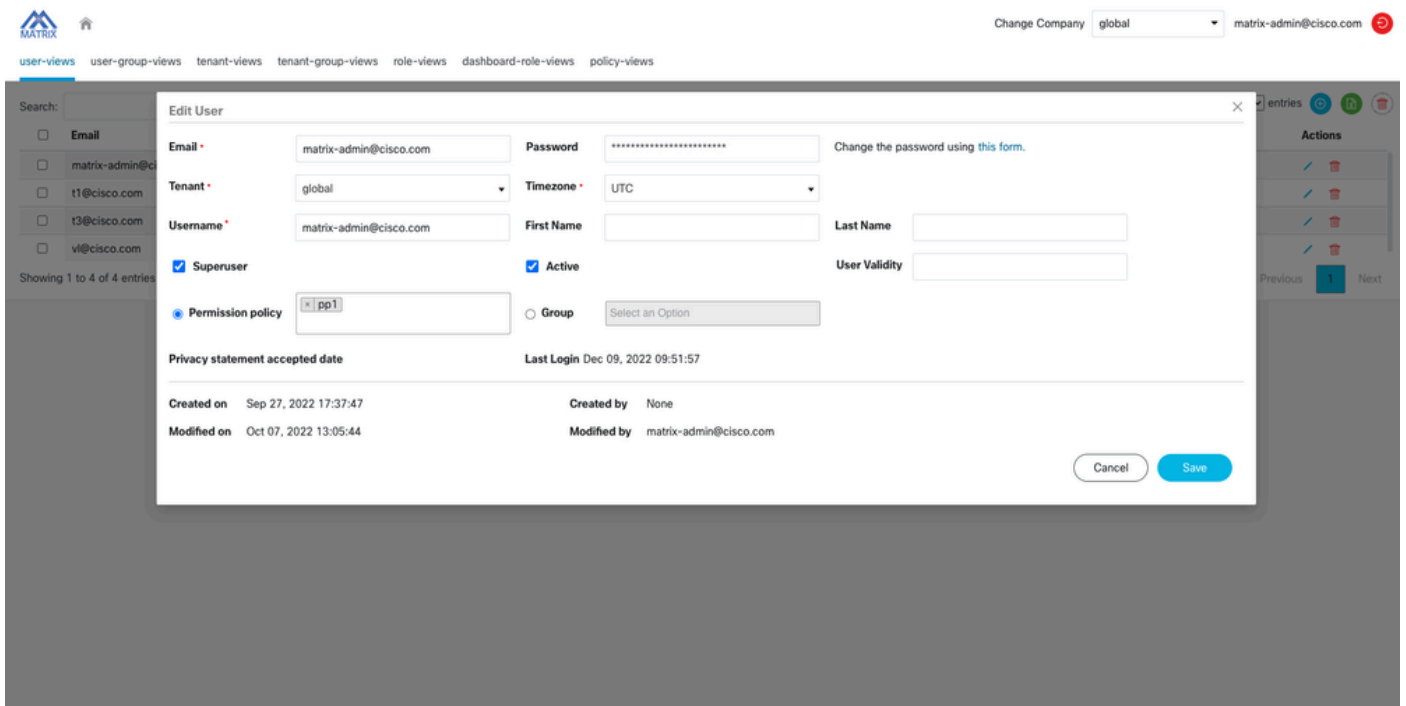 MATRIX
Change Company global matrix-admin@cisco.com
user-views user-group-views tenant-views tenant-group-views role-views dashboard-role-views policy-views
Search: entries
Edit User
Email Actions
Email * matrix-admin@cisco.com Password ************************* Change the password using this form.
matrix-admin@ci
Tenant * global Timezone * UTC
t1@cisco.com
t3@cisco.com
Username * matrix-admin@cisco.com First Name Last Name
vl@cisco.com
Superuser Active User Validity
Showing 1 to 4 of 4 entries Previous 1 Next
Permission policy × pp1 Group Select an Option
Privacy statement accepted date Last Login Dec 09, 2022 09:51:57
Created on Sep 27, 2022 17:37:47 Created by None
Modified on Oct 07, 2022 13:05:44 Modified by matrix-admin@cisco.com
Cancel Save